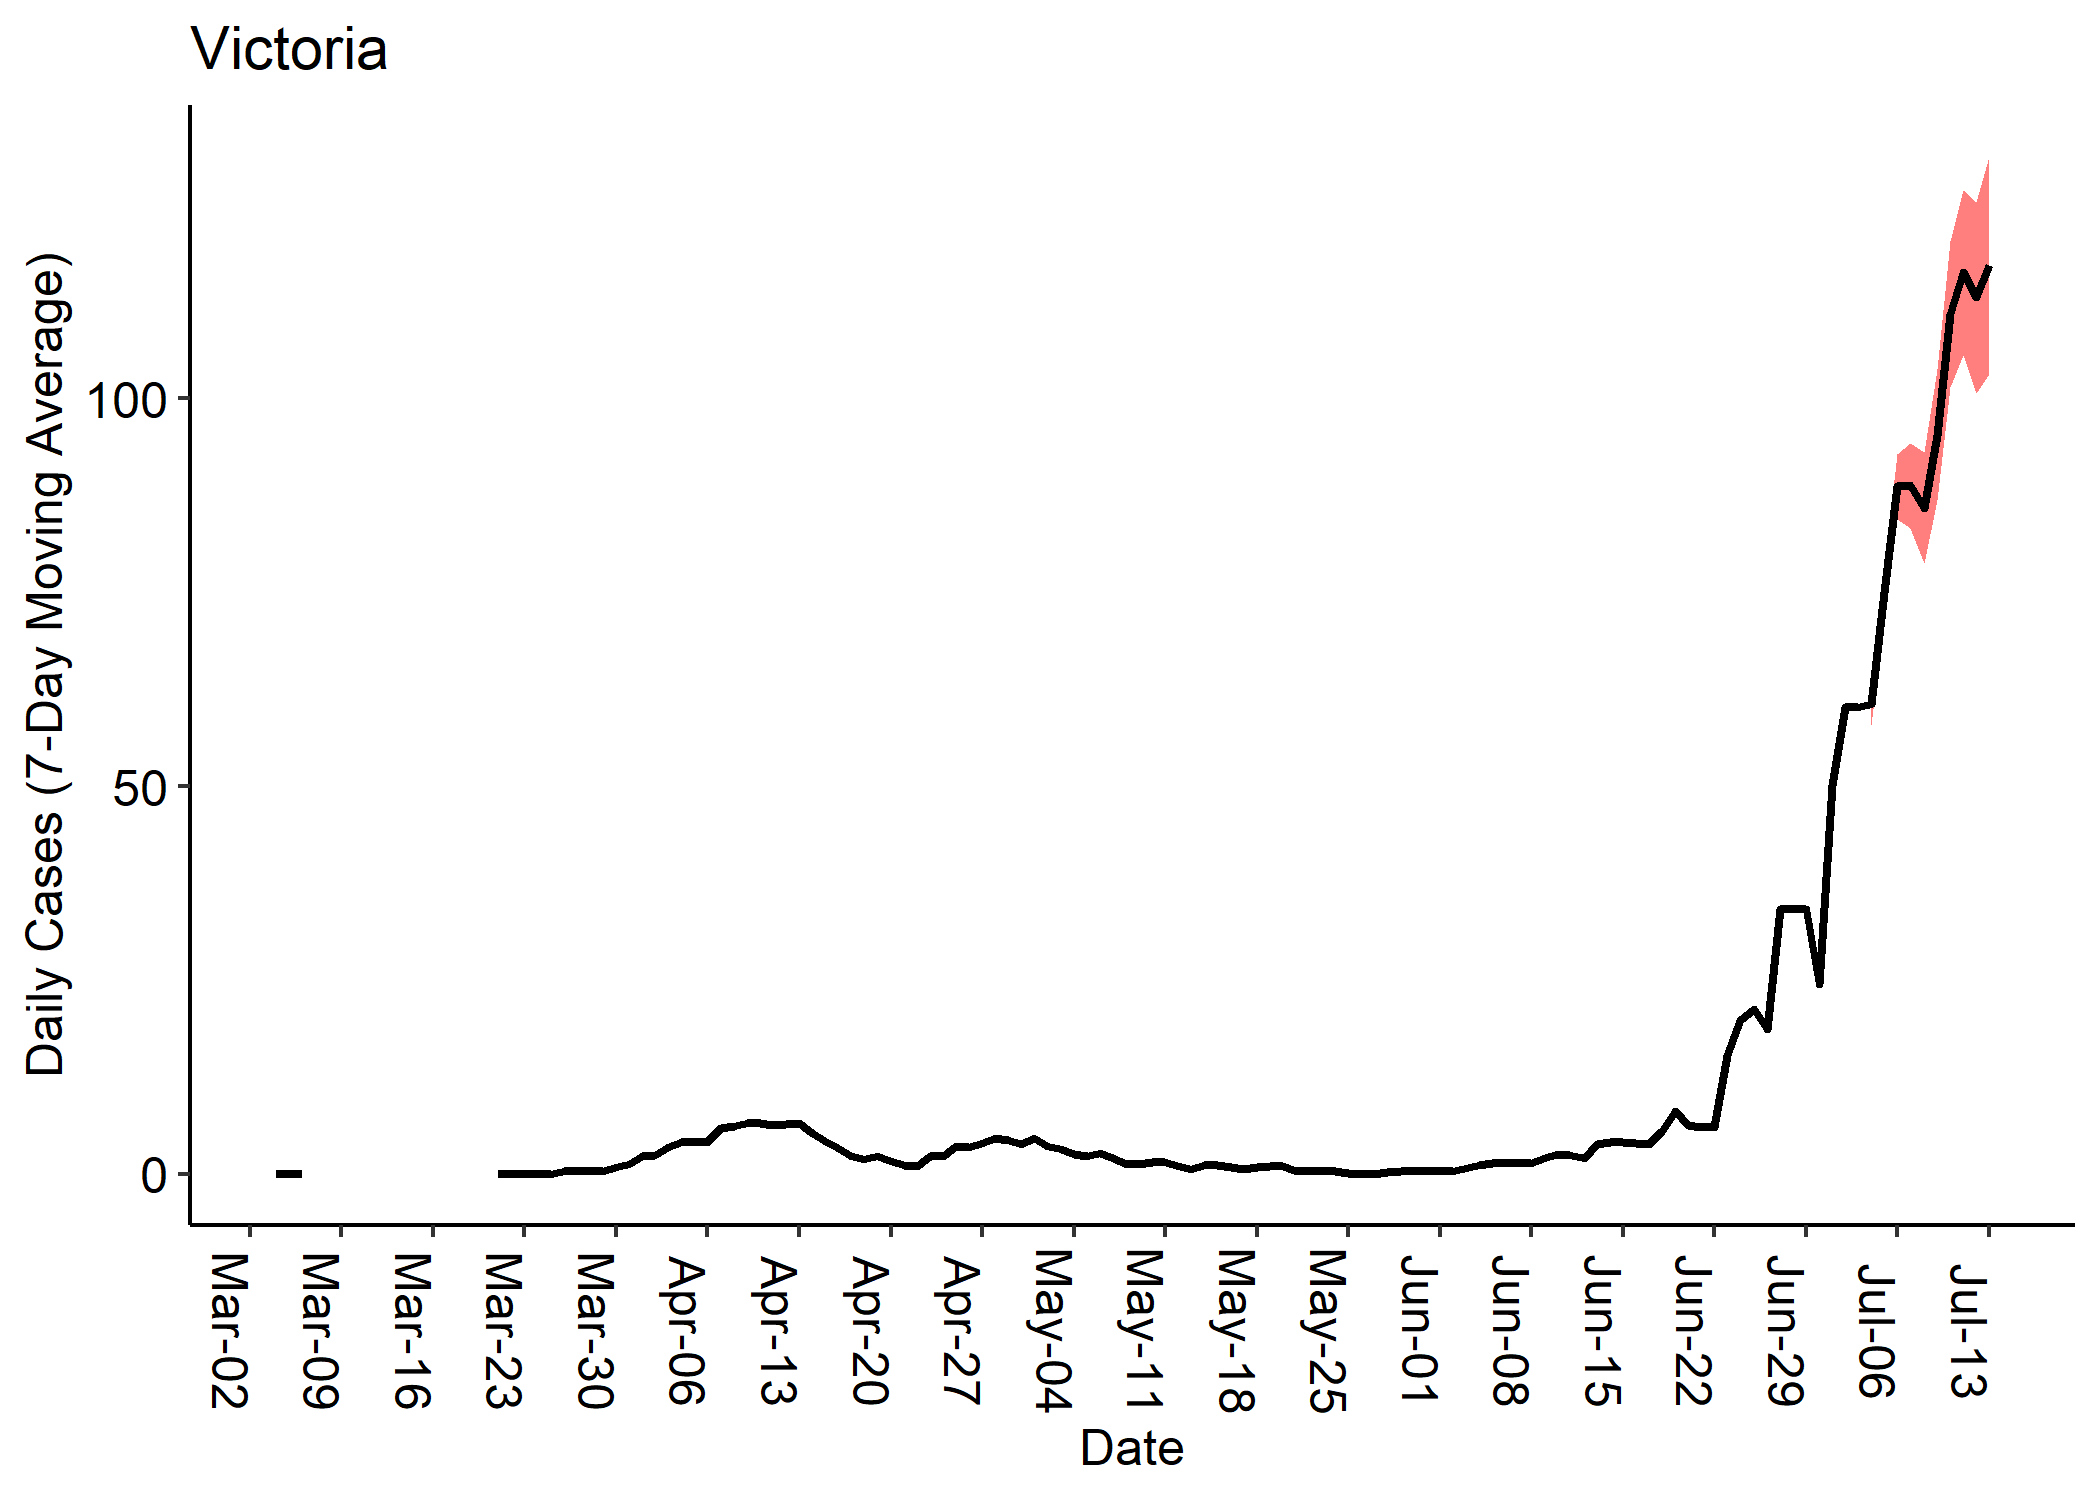 Victoria
Daily Cases (7-Day Moving Average)
100
50
0
Mar-02
Mar-09
Mar-16
Mar-23
Mar-30
Apr-06
Apr-13
Apr-20
Apr-27
May-04
May-11
May-18
May-25
Jun-01
Jun-08
Jun-15
Jun-22
Jun-29
Jul-06
Jul-13
Date